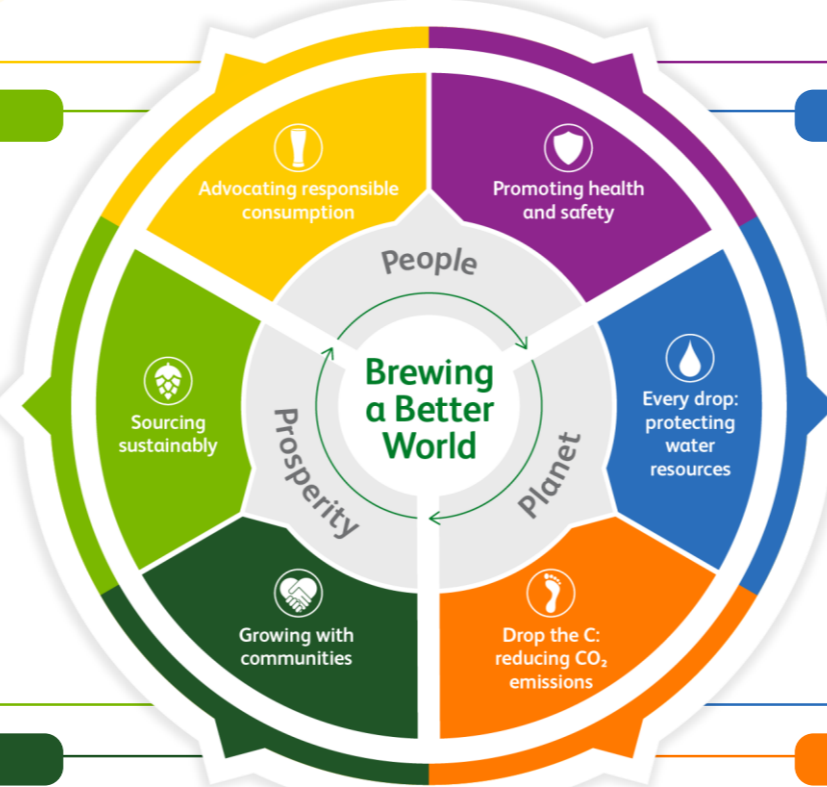 Advocating responsible
consumption
Promoting health
and safety
People
Brewing
a Better
World
Sourcing
sustainably
Every drop:
protecting
water
resources
Prosperity
Planet
Growing with
communities
Drop the C:
reducing CO₂
emissions